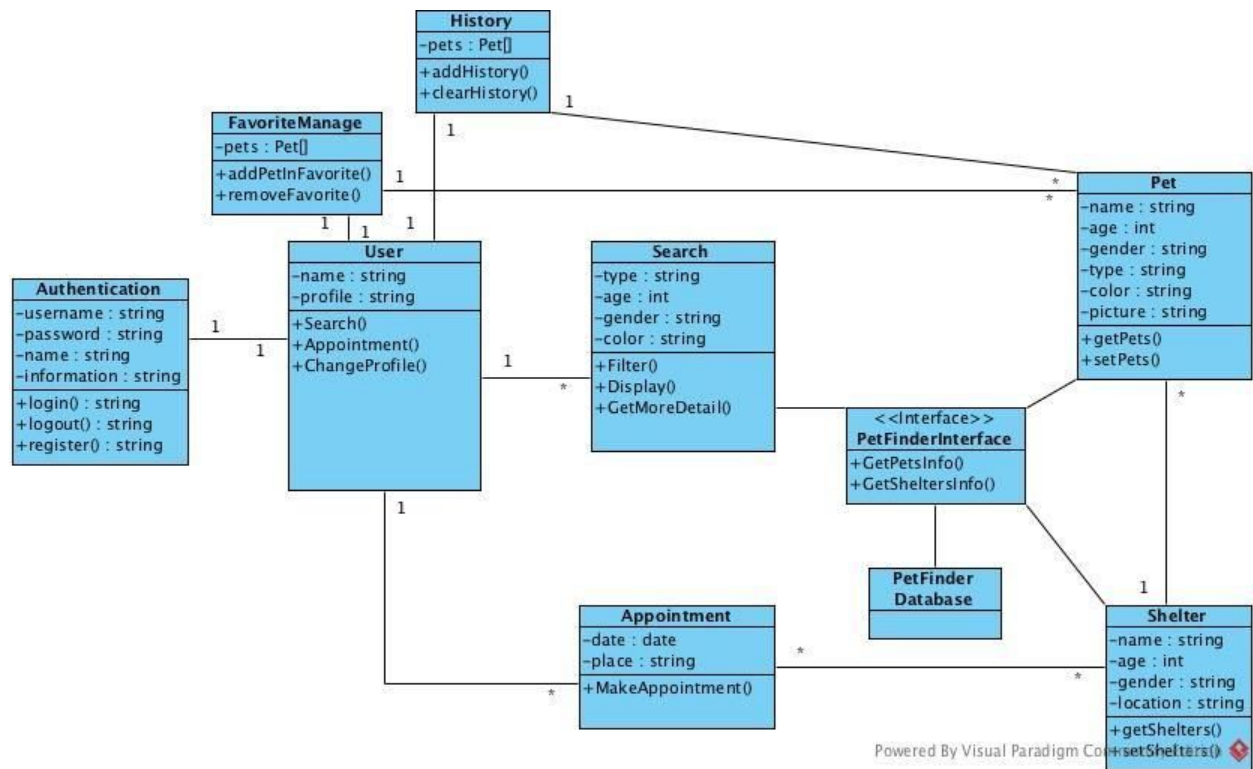 History
-pets : Pet[]
+addHistory()
+clearHistory()
1
1
FavoriteManage
-pets : Pet[]
+addPetInFavorite()
+removeFavorite()
1
*
*
1
1
1
Pet
-name : string
-age : int
-gender : string
-type : string
-color : string
-picture : string
+getPets()
+setPets()
User
-name : string
-profile : string
+Search()
+Appointment()
+ChangeProfile()
Search
-type : string
-age : int
-gender : string
-color : string
+Filter()
+Display()
+GetMoreDetail()
Authentication
-username : string
-password : string
-name : string
-information : string
+login() : string
+logout() : string
+register() : string
1
1
1
*
*
<<Interface>>
PetFinderInterface
+GetPetsInfo()
+GetSheltersInfo()
1
PetFinder
Database
1
Appointment
-date : date
-place : string
+MakeAppointment()
*
*
*
Shelter
-name : string
-age : int
-gender : string
-location : string
+getShelters()
+setShelters()
Powered By Visual Paradigm